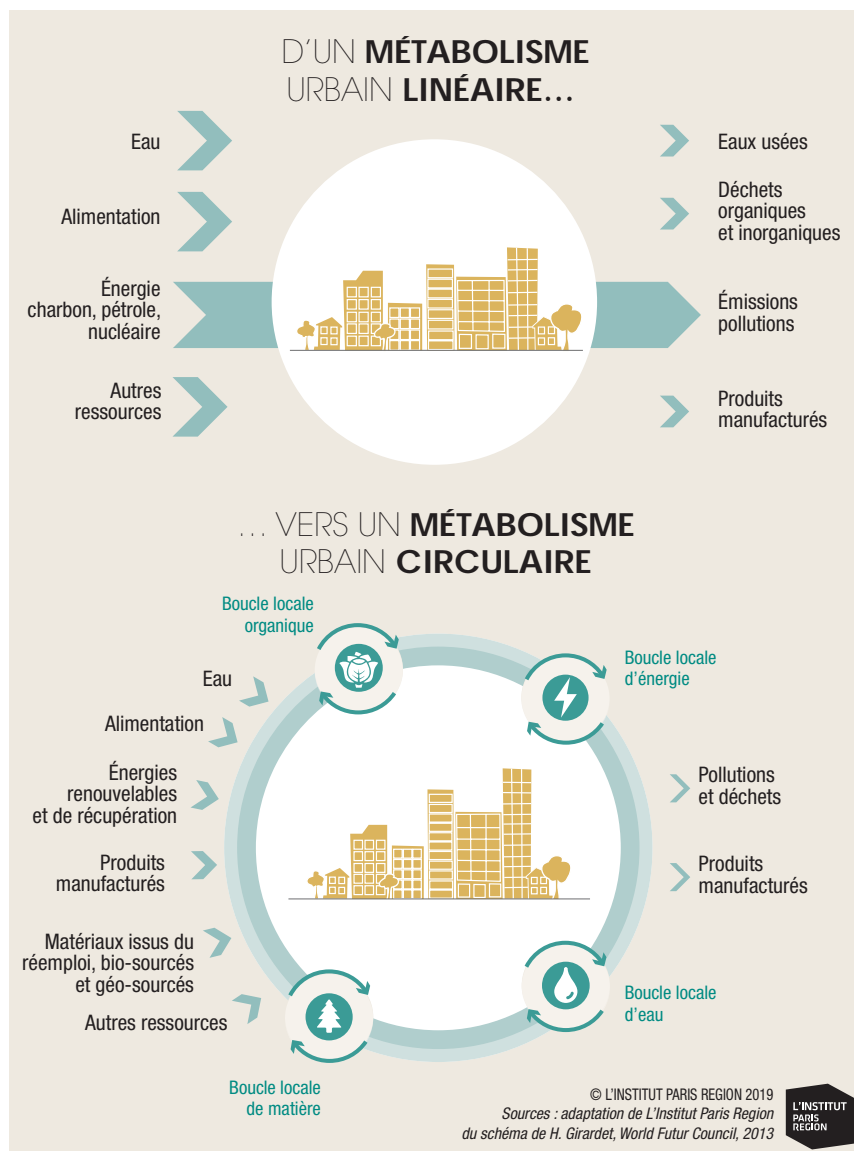 D'UN MÉTABOLISME
URBAIN LINÉAIRE...
Eau
Alimentation
Énergie
charbon, pétrole,
nucléaire
Autres
ressources
Eaux usées
Déchets
organiques
et inorganiques
Émissions
pollutions
Produits
manufacturés
... VERS UN MÉTABOLISME
URBAIN CIRCULAIRE
Boucle locale
organique
Boucle locale
d'énergie
Eau
Alimentation
Énergies
renouvelables
et de récupération
Produits
manufacturés
Matériaux issus du
réemploi, bio-sourcés
et géo-sourcés
Autres ressources
Pollutions
et déchets
Produits
manufacturés
Boucle locale
d'eau
Boucle locale
de matière
© L'INSTITUT PARIS REGION 2019
Sources : adaptation de L'Institut Paris Region
du schéma de H. Girardet, World Futur Council, 2013
L'INSTITUT
PARIS
REGION